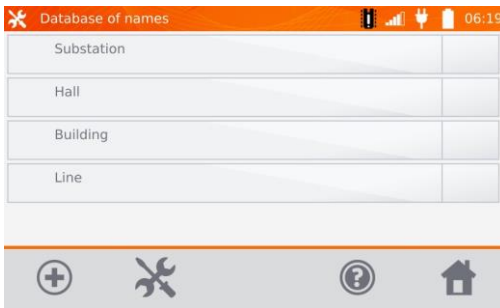 Database of names 06:19
Substation
Hall
Building
Line